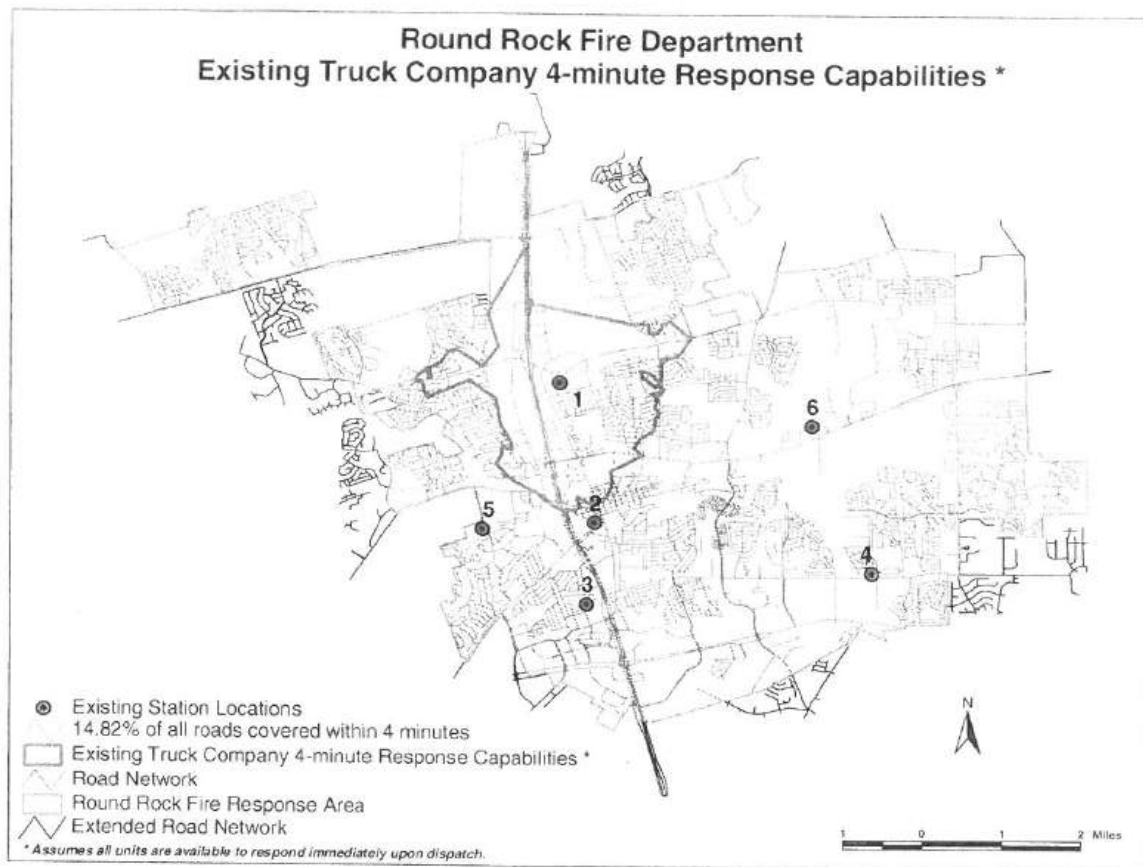 Round Rock Fire Department
Existing Truck Company 4-minute Response Capabilities *
1
6
2
5
4
3
Existing Station Locations
14.82% of all roads covered within 4 minutes
Existing Truck Company 4-minute Response Capabilities *
Road Network
Round Rock Fire Response Area
Extended Road Network
* Assumes all units are available to respond immediately upon dispatch.
N
1 0 1 2 Miles